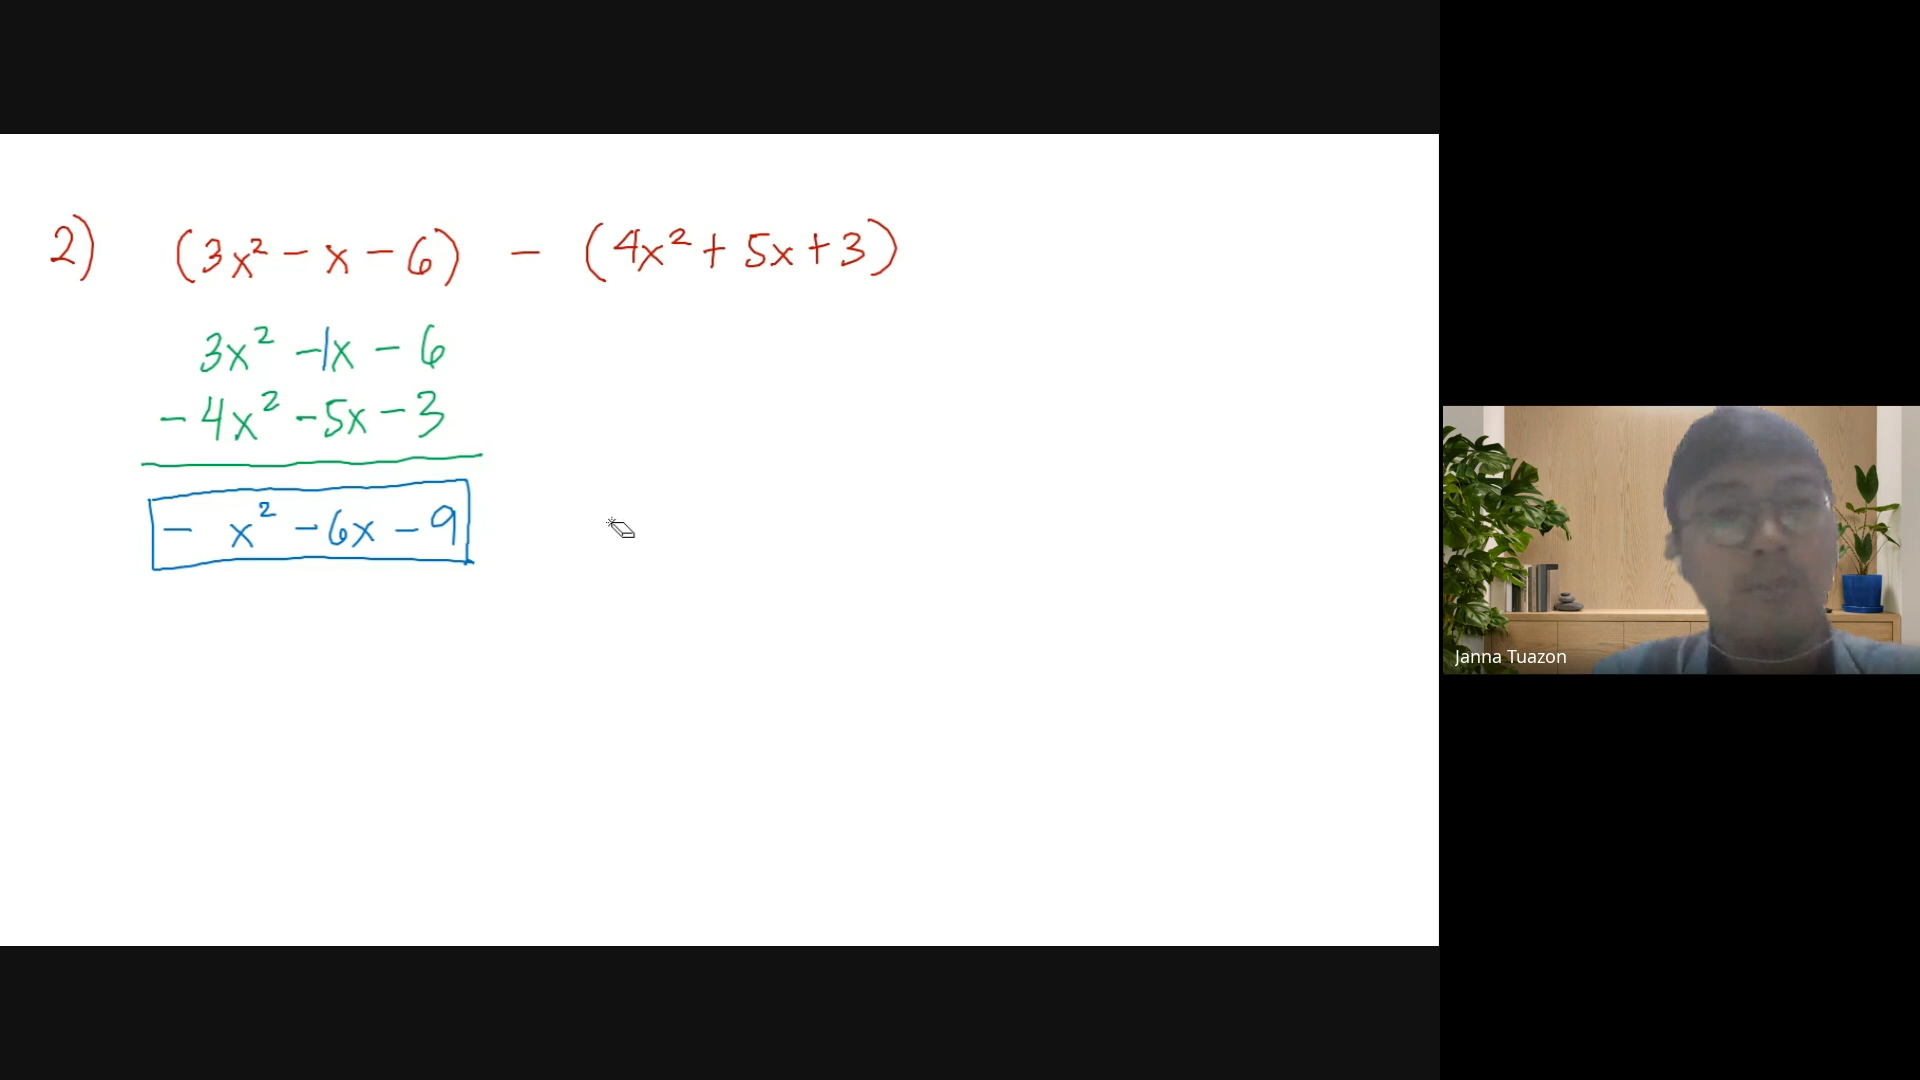 2) (3x² - x - 6) - (4x² + 5x + 3)
3x² - 1x - 6
- 4x² - 5x - 3
- x² - 6x - 9
Janna Tuazon